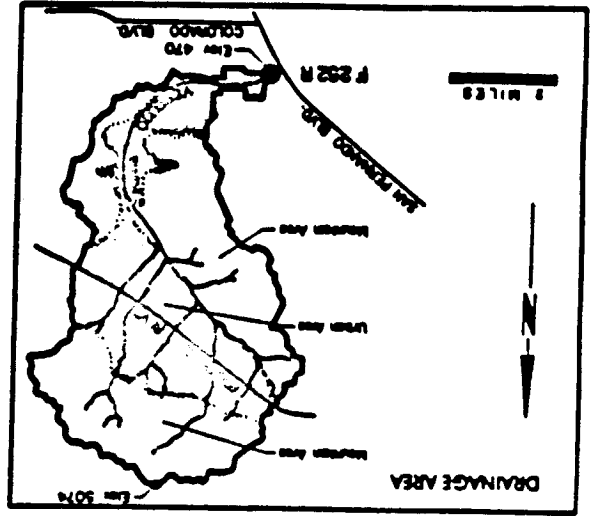 Elev 5074
DRAINAGE AREA
Mountain Area
N
Urban Area
Mountain Area
SAN FERNANDO BLVD.
2 MILES
F 252 R
Elev 470
COLORADO BLVD.